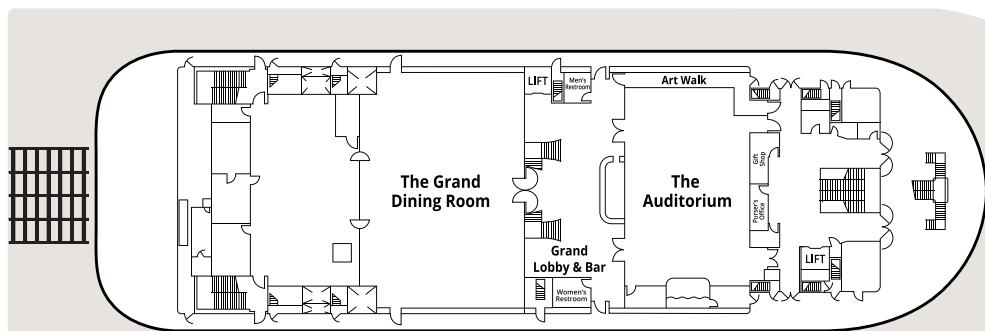 LIFT
Men's
Restroom
Art Walk
The Grand
Dining Room
The
Auditorium
Gift
Shop
Purser's
Office
Grand
Lobby & Bar
LIFT
Women's
Restroom